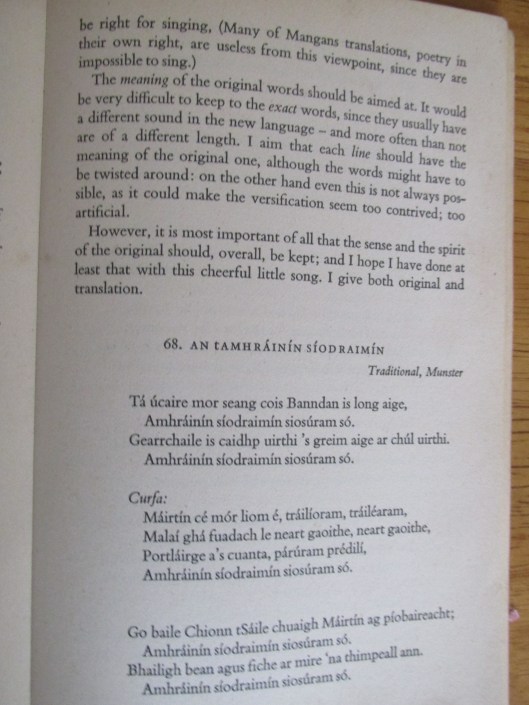 be right for singing, (Many of Mangans translations, poetry in
their own right, are useless from this viewpoint, since they are
impossible to sing.)
The meaning of the original words should be aimed at. It would
be very difficult to keep to the exact words, since they usually have
a different sound in the new language – and more often than not
are of a different length. I aim that each line should have the
meaning of the original one, although the words might have to
be twisted around: on the other hand even this is not always pos-
sible, as it could make the versification seem too contrived; too
artificial.
However, it is most important of all that the sense and the spirit
of the original should, overall, be kept; and I hope I have done at
least that with this cheerful little song. I give both original and
translation.
68. AN tAMHRÁINÍN SÍODRAIMÍN
Traditional, Munster
Tá úcaire mor seang cois Banndan is long aige,
Amhráinín síodraimín siosúram só.
Gearrchaile is caidhp uirthi 's greim aige ar chúl uirthi.
Amhráinín síodraimín siosúram só.
Curfa:
Máirtín cé mór liom é, tráilíoram, tráiléaram,
Malaí ghá fuadach le neart gaoithe, neart gaoithe,
Portláirge a's cuanta, párúram prédilí,
Amhráinín síodraimín siosúram só.
Go baile Chionn tSáile chuaigh Máirtín ag píobaireacht;
Amhráinín síodraimín siosúram só.
Bhailigh bean agus fiche ar mire 'na thimpeall ann.
Amhráinín síodraimín siosúram só.